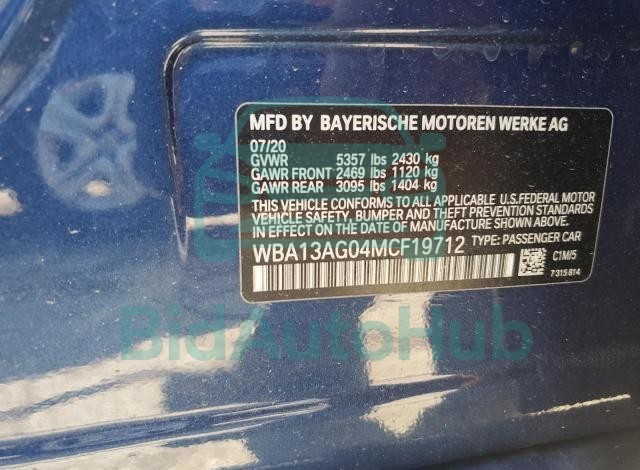 MFD BY BAYERISCHE MOTOREN WERKE AG
07/20
GVWR 5357 lbs 2430 kg
GAWR FRONT 2469 lbs 1120 kg
GAWR REAR 3095 lbs 1404 kg
THIS VEHICLE CONFORMS TO ALL APPLICABLE U.S.FEDERAL MOTOR
VEHICLE SAFETY, BUMPER AND THEFT PREVENTION
STANDARDS IN EFFECT ON THE DATE OF
MANUFACTURE SHOWN ABOVE.
WBA13AG04MCF19712 TYPE: PASSENGER CAR
C1M/5
7315814
BidAutoHub